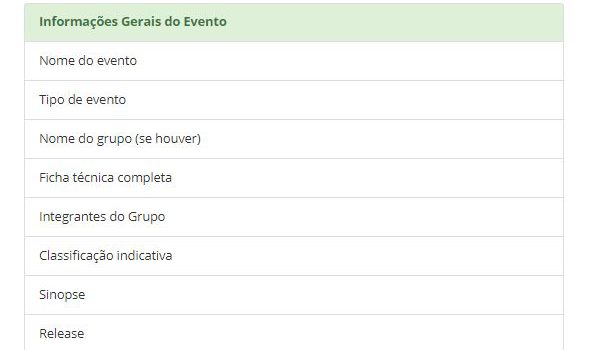 Informações Gerais do Evento
Nome do evento
Tipo de evento
Nome do grupo (se houver)
Ficha técnica completa
Integrantes do Grupo
Classificação indicativa
Sinopse
Release